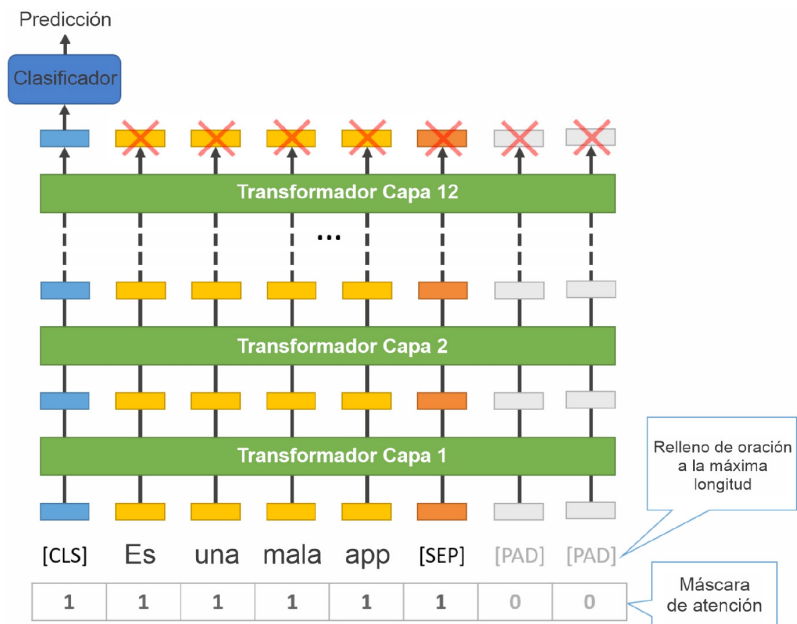 Predicción
Clasificador
Transformador Capa 12
...
Transformador Capa 2
Transformador Capa 1
Relleno de oración
a la máxima
longitud
[CLS] Es una mala app [SEP] [PAD] [PAD]
1 1 1 1 1 1 0 0
Máscara
de atención